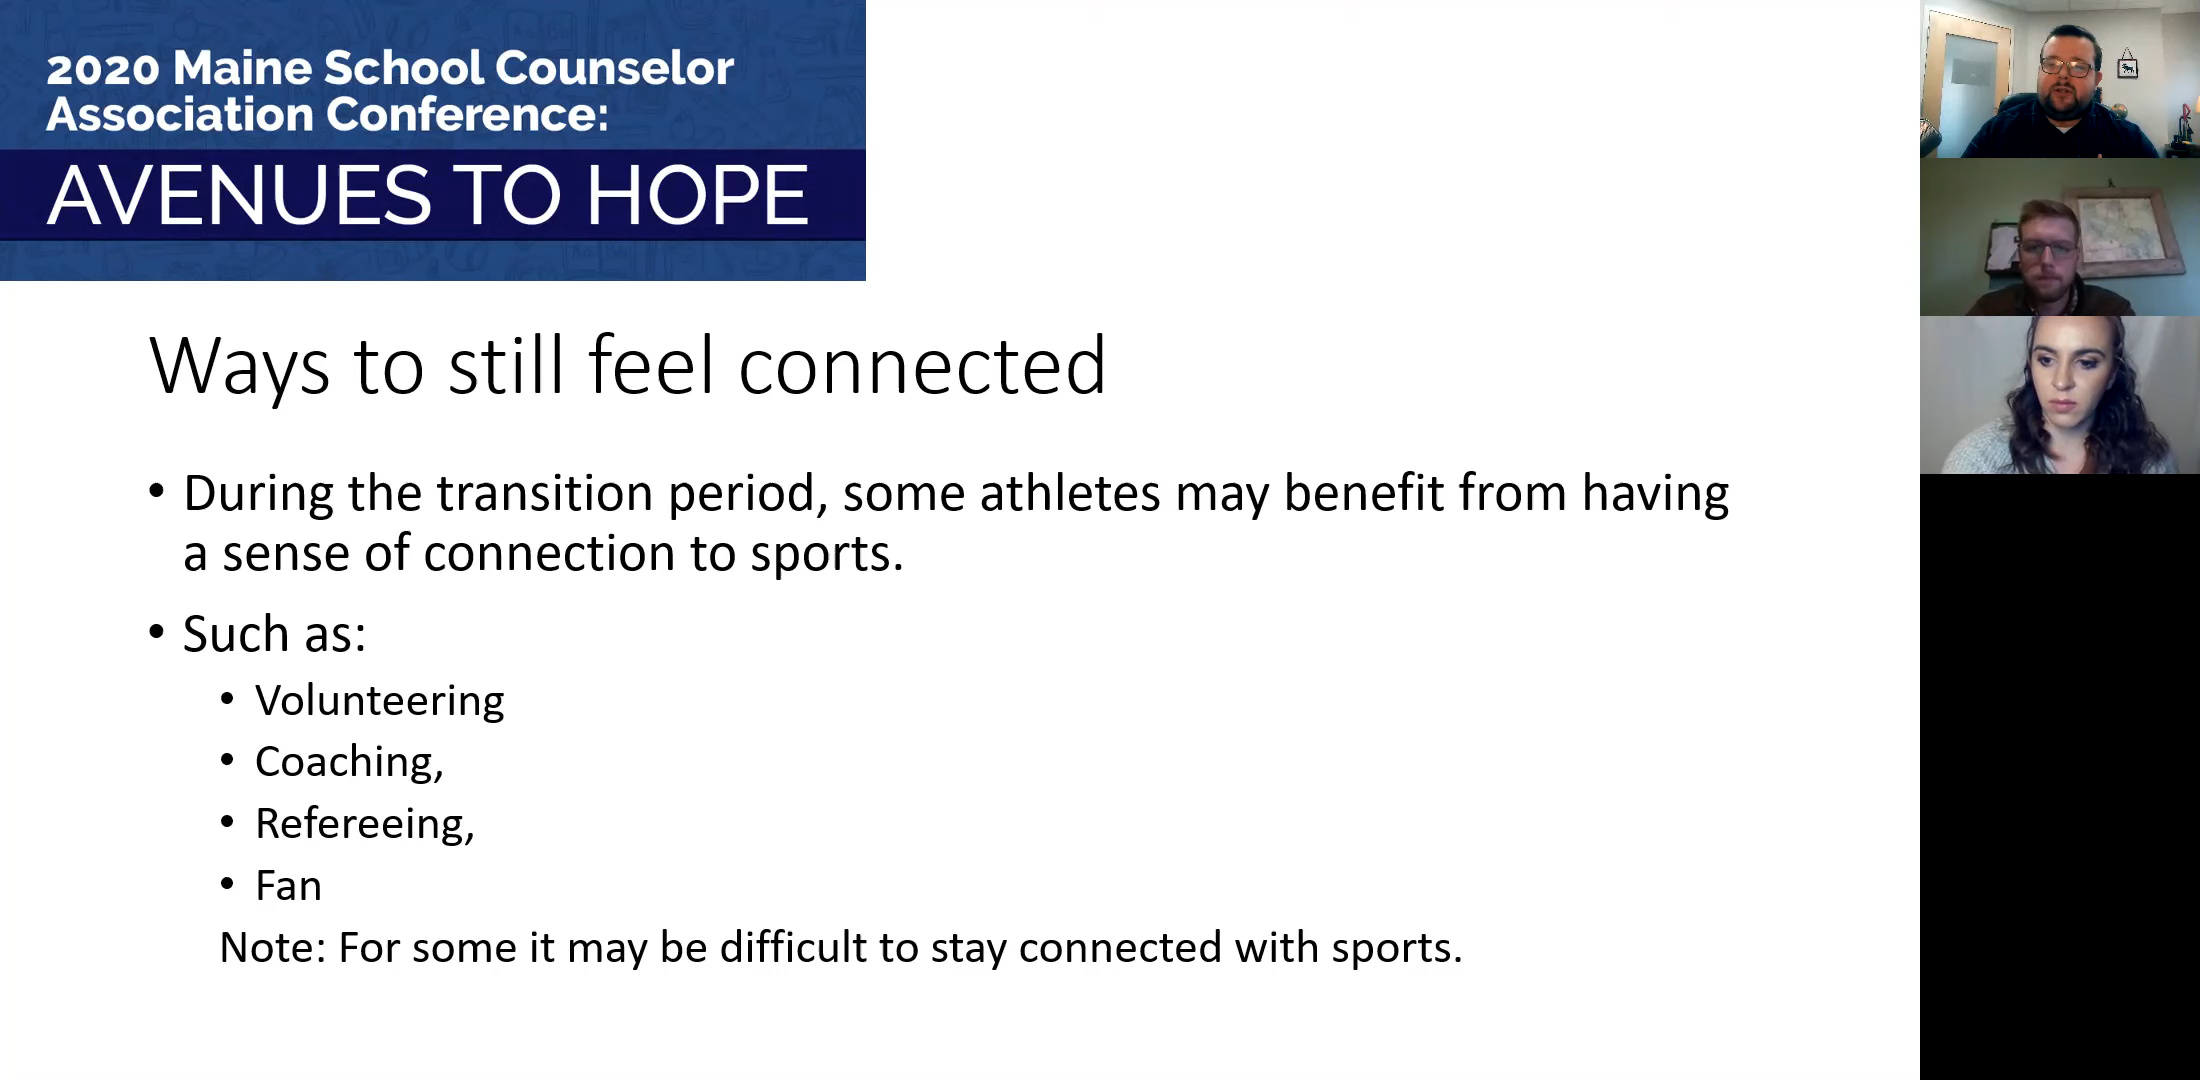 2020 Maine School Counselor
Association Conference:
AVENUES TO HOPE
Ways to still feel connected
• During the transition period, some athletes may benefit from having
a sense of connection to sports.
• Such as:
• Volunteering
• Coaching,
• Refereeing,
• Fan
Note: For some it may be difficult to stay connected with sports.